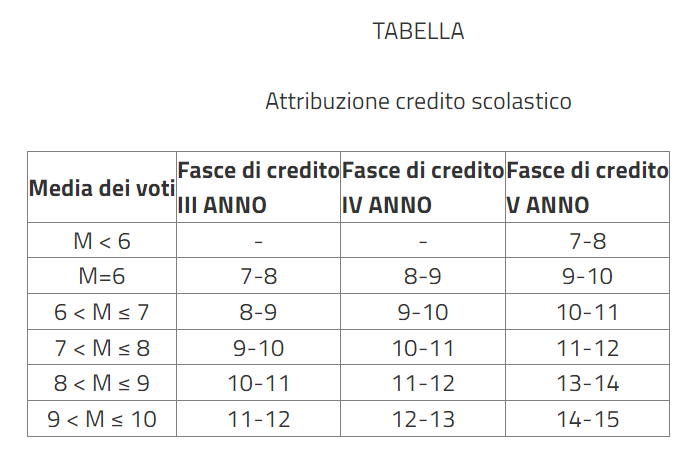 TABELLA
Attribuzione credito scolastico
Media dei voti Fasce di credito III ANNO Fasce di credito IV ANNO Fasce di credito V ANNO
M < 6 - - 7-8
M=6 7-8 8-9 9-10
6 < M ≤ 7 8-9 9-10 10-11
7 < M ≤ 8 9-10 10-11 11-12
8 < M ≤ 9 10-11 11-12 13-14
9 < M ≤ 10 11-12 12-13 14-15